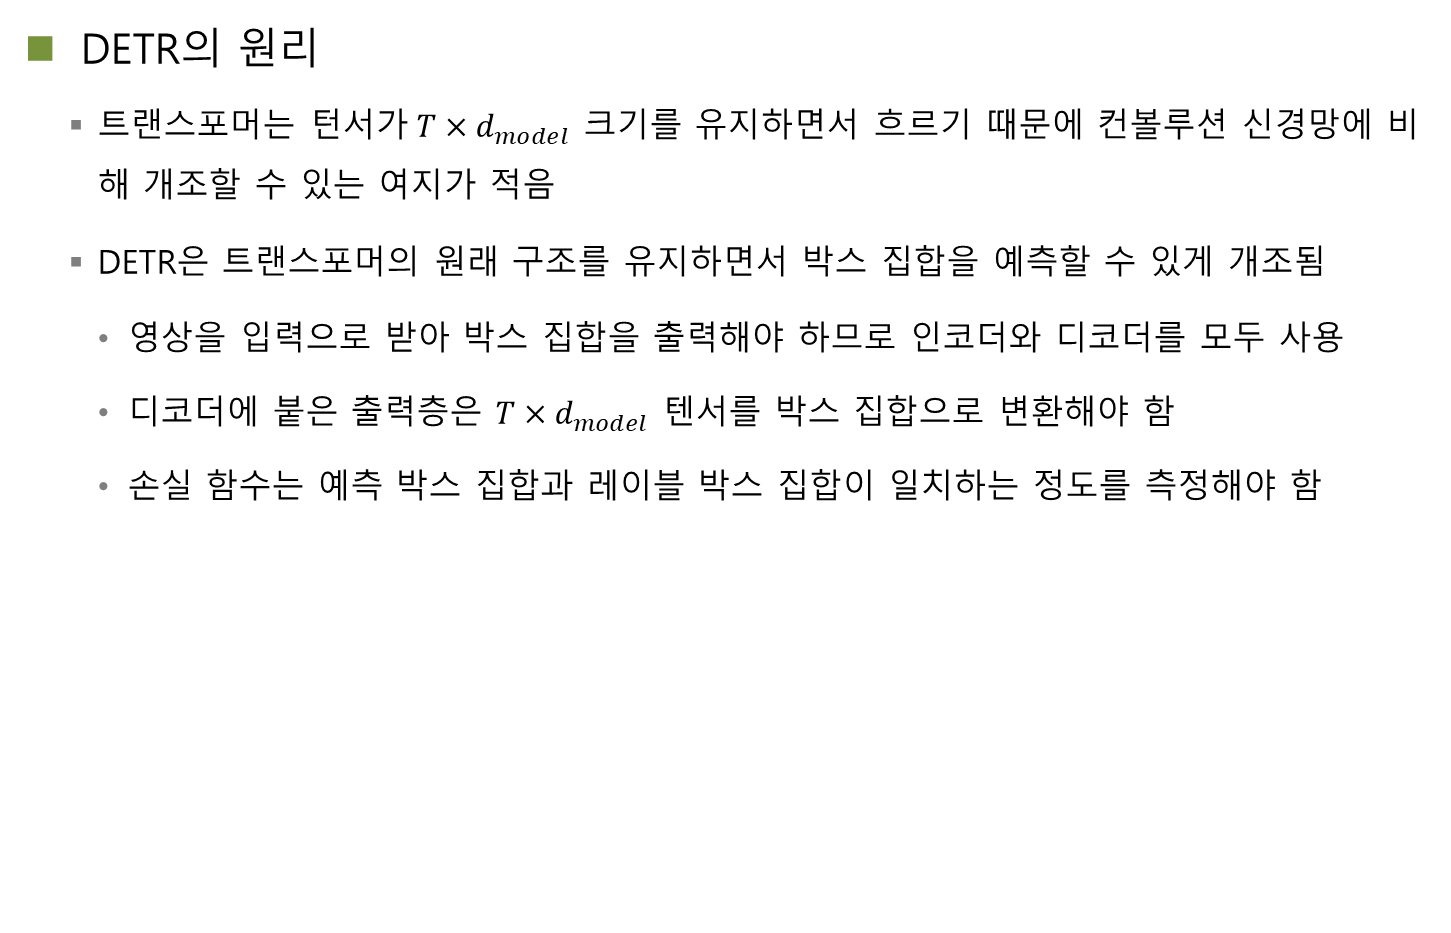 DETR의 원리
트랜스포머는 턴서가 T × d_model 크기를 유지하면서 흐르기 때문에 컨볼루션 신경망에 비
해 개조할 수 있는 여지가 적음
DETR은 트랜스포머의 원래 구조를 유지하면서 박스 집합을 예측할 수 있게 개조됨
• 영상을 입력으로 받아 박스 집합을 출력해야 하므로 인코더와 디코더를 모두 사용
• 디코더에 붙은 출력층은 T × d_model 텐서를 박스 집합으로 변환해야 함
• 손실 함수는 예측 박스 집합과 레이블 박스 집합이 일치하는 정도를 측정해야 함